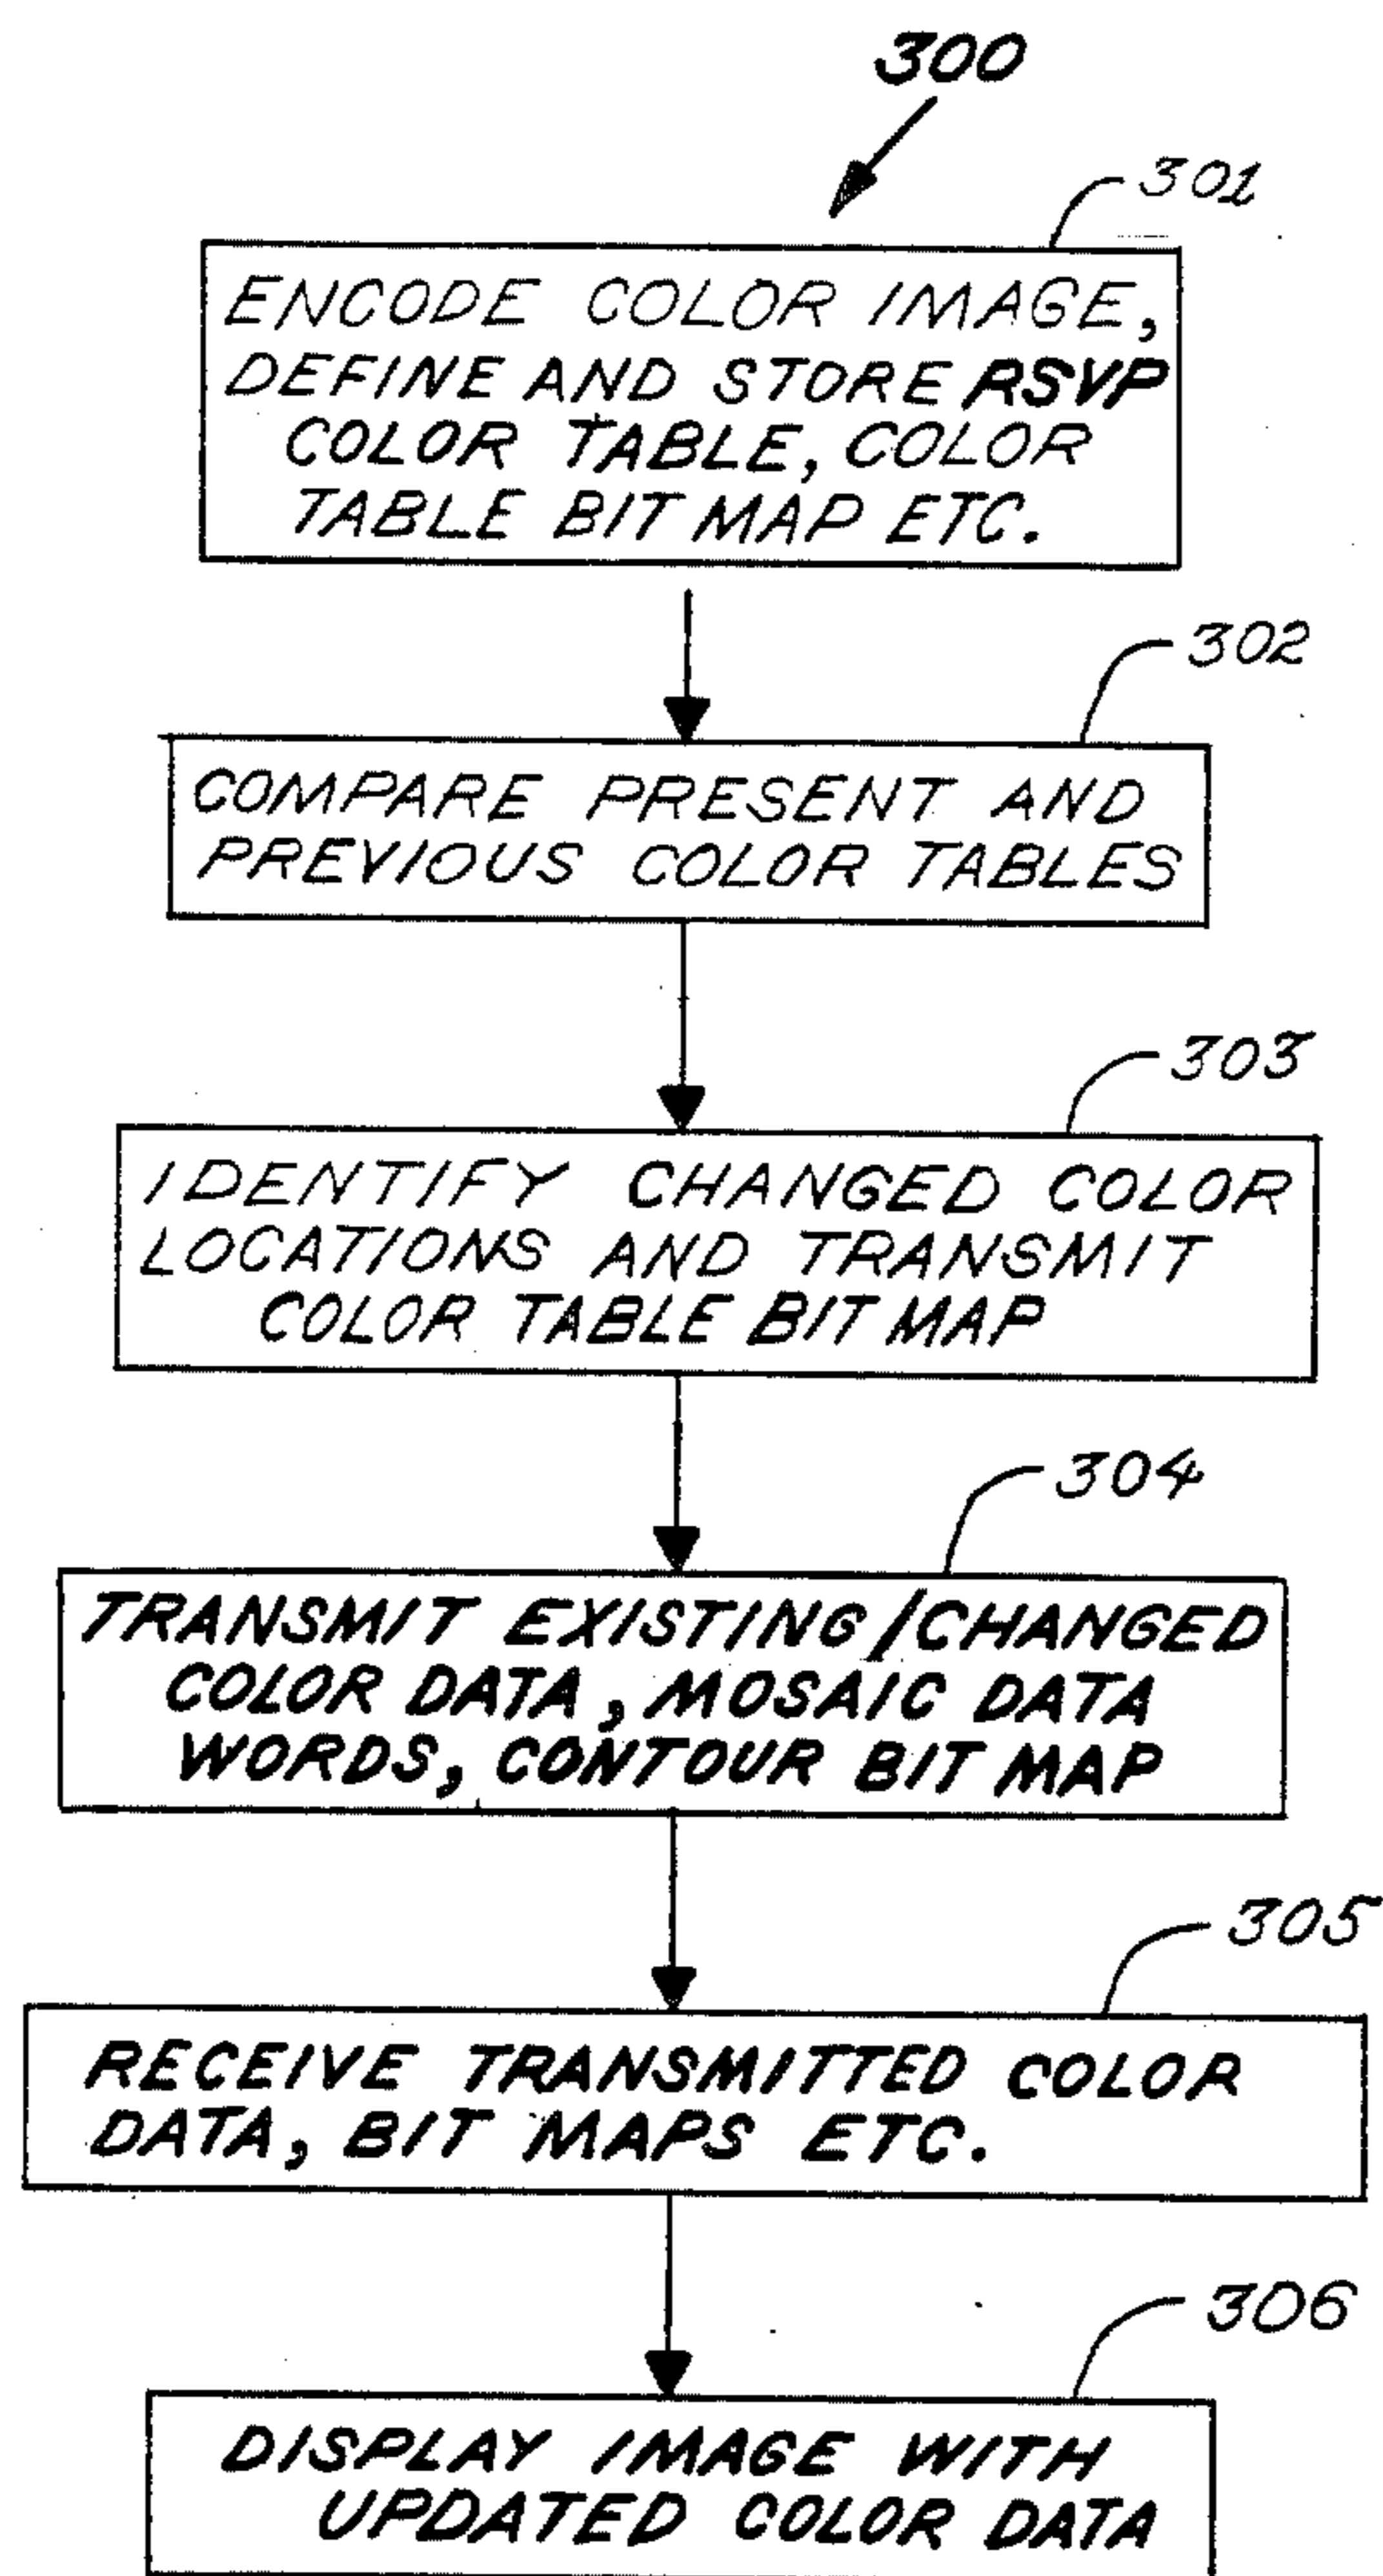 300
301
ENCODE COLOR IMAGE,
DEFINE AND STORE RSVP
COLOR TABLE, COLOR
TABLE BIT MAP ETC.
302
COMPARE PRESENT AND
PREVIOUS COLOR TABLES
303
IDENTIFY CHANGED COLOR
LOCATIONS AND TRANSMIT
COLOR TABLE BIT MAP
304
TRANSMIT EXISTING/CHANGED
COLOR DATA, MOSAIC DATA
WORDS, CONTOUR BIT MAP
305
RECEIVE TRANSMITTED COLOR
DATA, BIT MAPS ETC.
306
DISPLAY IMAGE WITH
UPDATED COLOR DATA